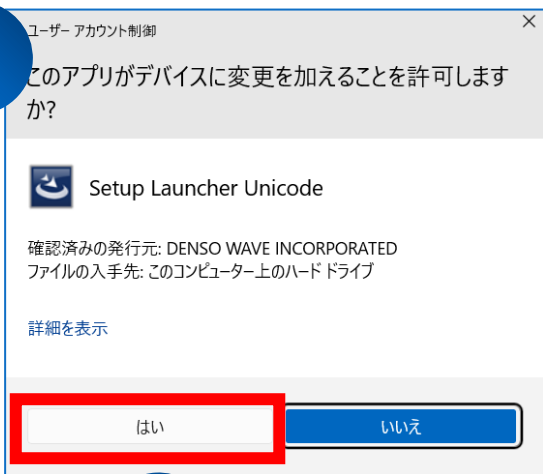 ユーザー アカウント制御
このアプリがデバイスに変更を加えることを許可します
か?
Setup Launcher Unicode
確認済みの発行元: DENSO WAVE INCORPORATED
ファイルの入手先: このコンピューター上のハード ドライブ
詳細を表示
はい
いいえ